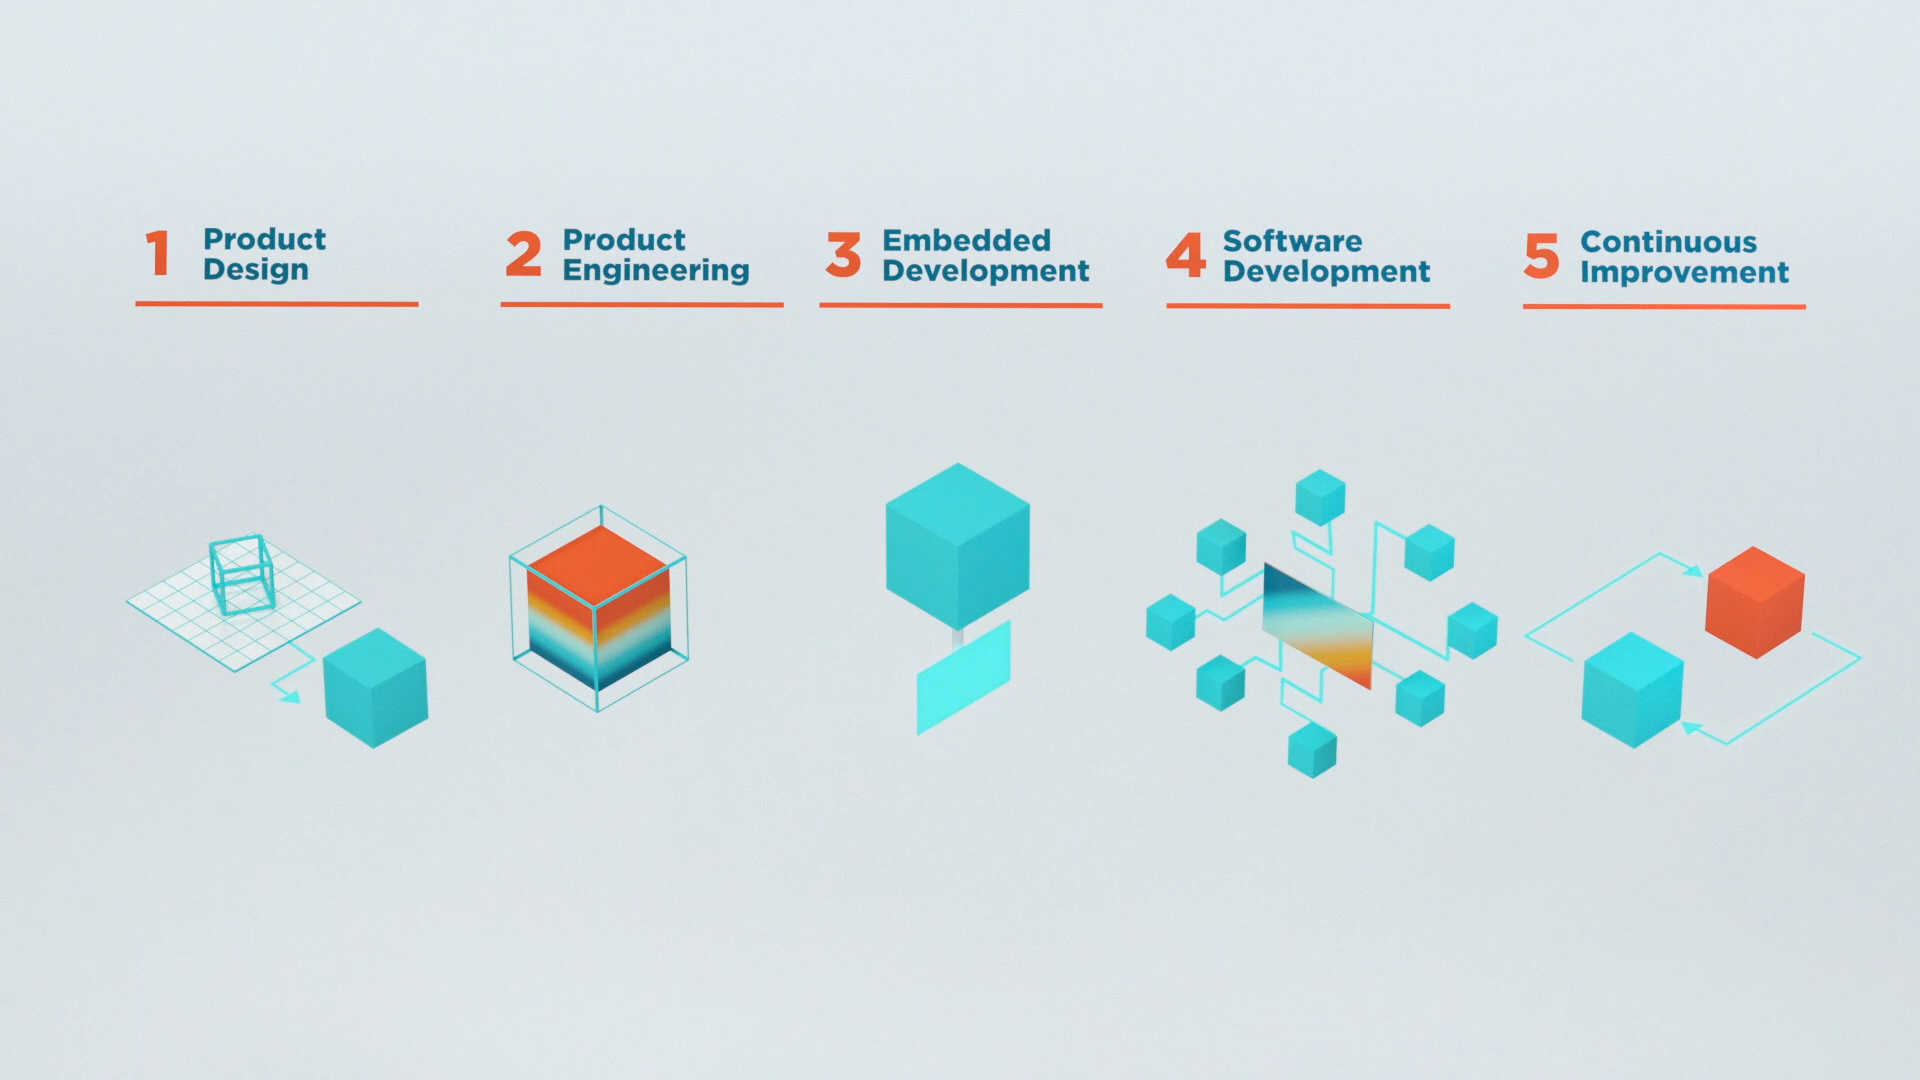 1 Product
Design
2 Product
Engineering
3 Embedded
Development
4 Software
Development
5 Continuous
Improvement